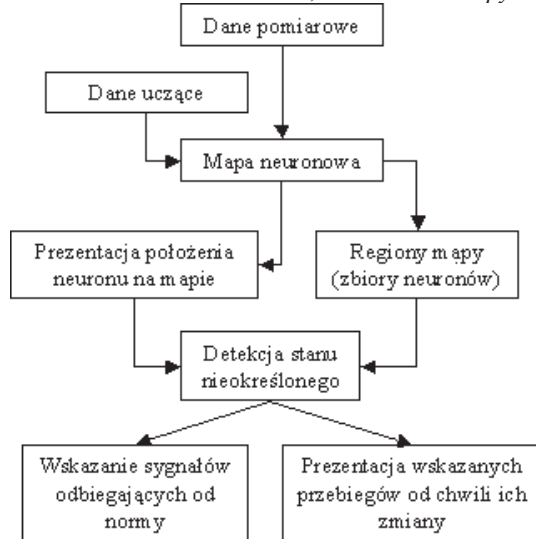 Dane pomiarowe
Dane uczące
Mapa neuronowa
Prezentacja położenia
neuronu na mapie
Regiony mąpy
(zbiory neuronów)
Detekcja stanu
nieokreślonego
Wskazanie sygnałów
odbiegających od
normy
Prezentacja wskazanych
przebiegów od chwili ich
zmiany